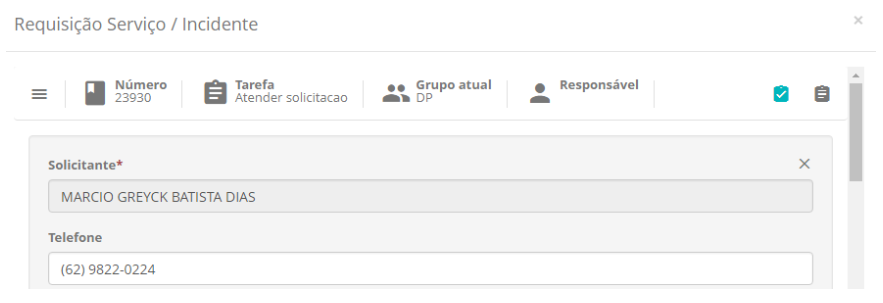 Requisição Serviço / Incidente
×
Número
23930
Tarefa
Atender solicitacao
Grupo atual
DP
Responsável
Solicitante*
MARCIO GREYCK BATISTA DIAS
Telefone
(62) 9822-0224